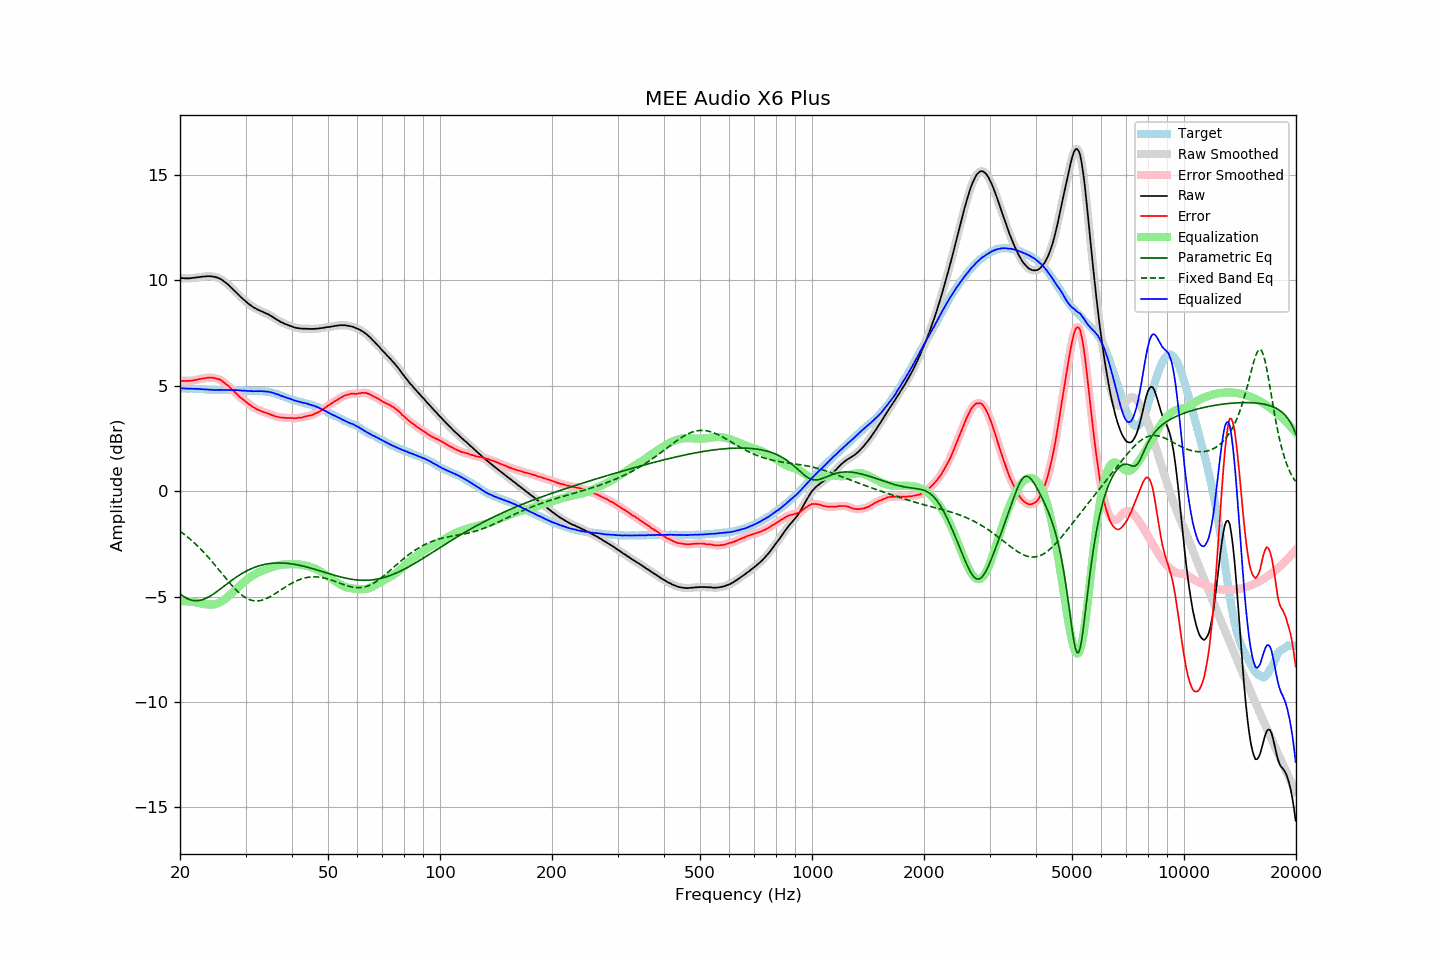 MEE Audio X6 Plus
Target
Raw Smoothed
Error Smoothed
Raw
Error
Equalization
Parametric Eq
Fixed Band Eq
Equalized
Amplitude (dBr)
15
10
5
0
−5
−10
−15
20 50 100 200 500 1000 2000 5000 10000 20000
Frequency (Hz)